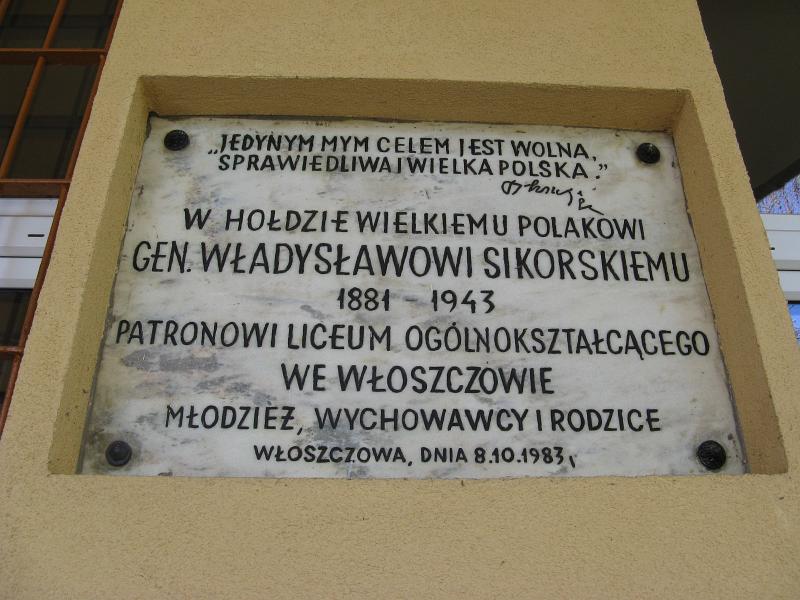 „JEDYNYM MYM CELEM JEST WOLNA,
SPRAWIEDLIWA I WIELKA POLSKA.”
W HOŁDZIE WIELKIEMU POLAKOWI
GEN. WŁADYSŁAWOWI SIKORSKIEMU
1881 - 1943
PATRONOWI LICEUM OGÓLNOKSZTAŁCĄCEGO
WE WŁOSZCZOWIE
MŁODZIEŻ, WYCHOWAWCY I RODZICE
WŁOSZCZOWA, DNIA 8.10.1983